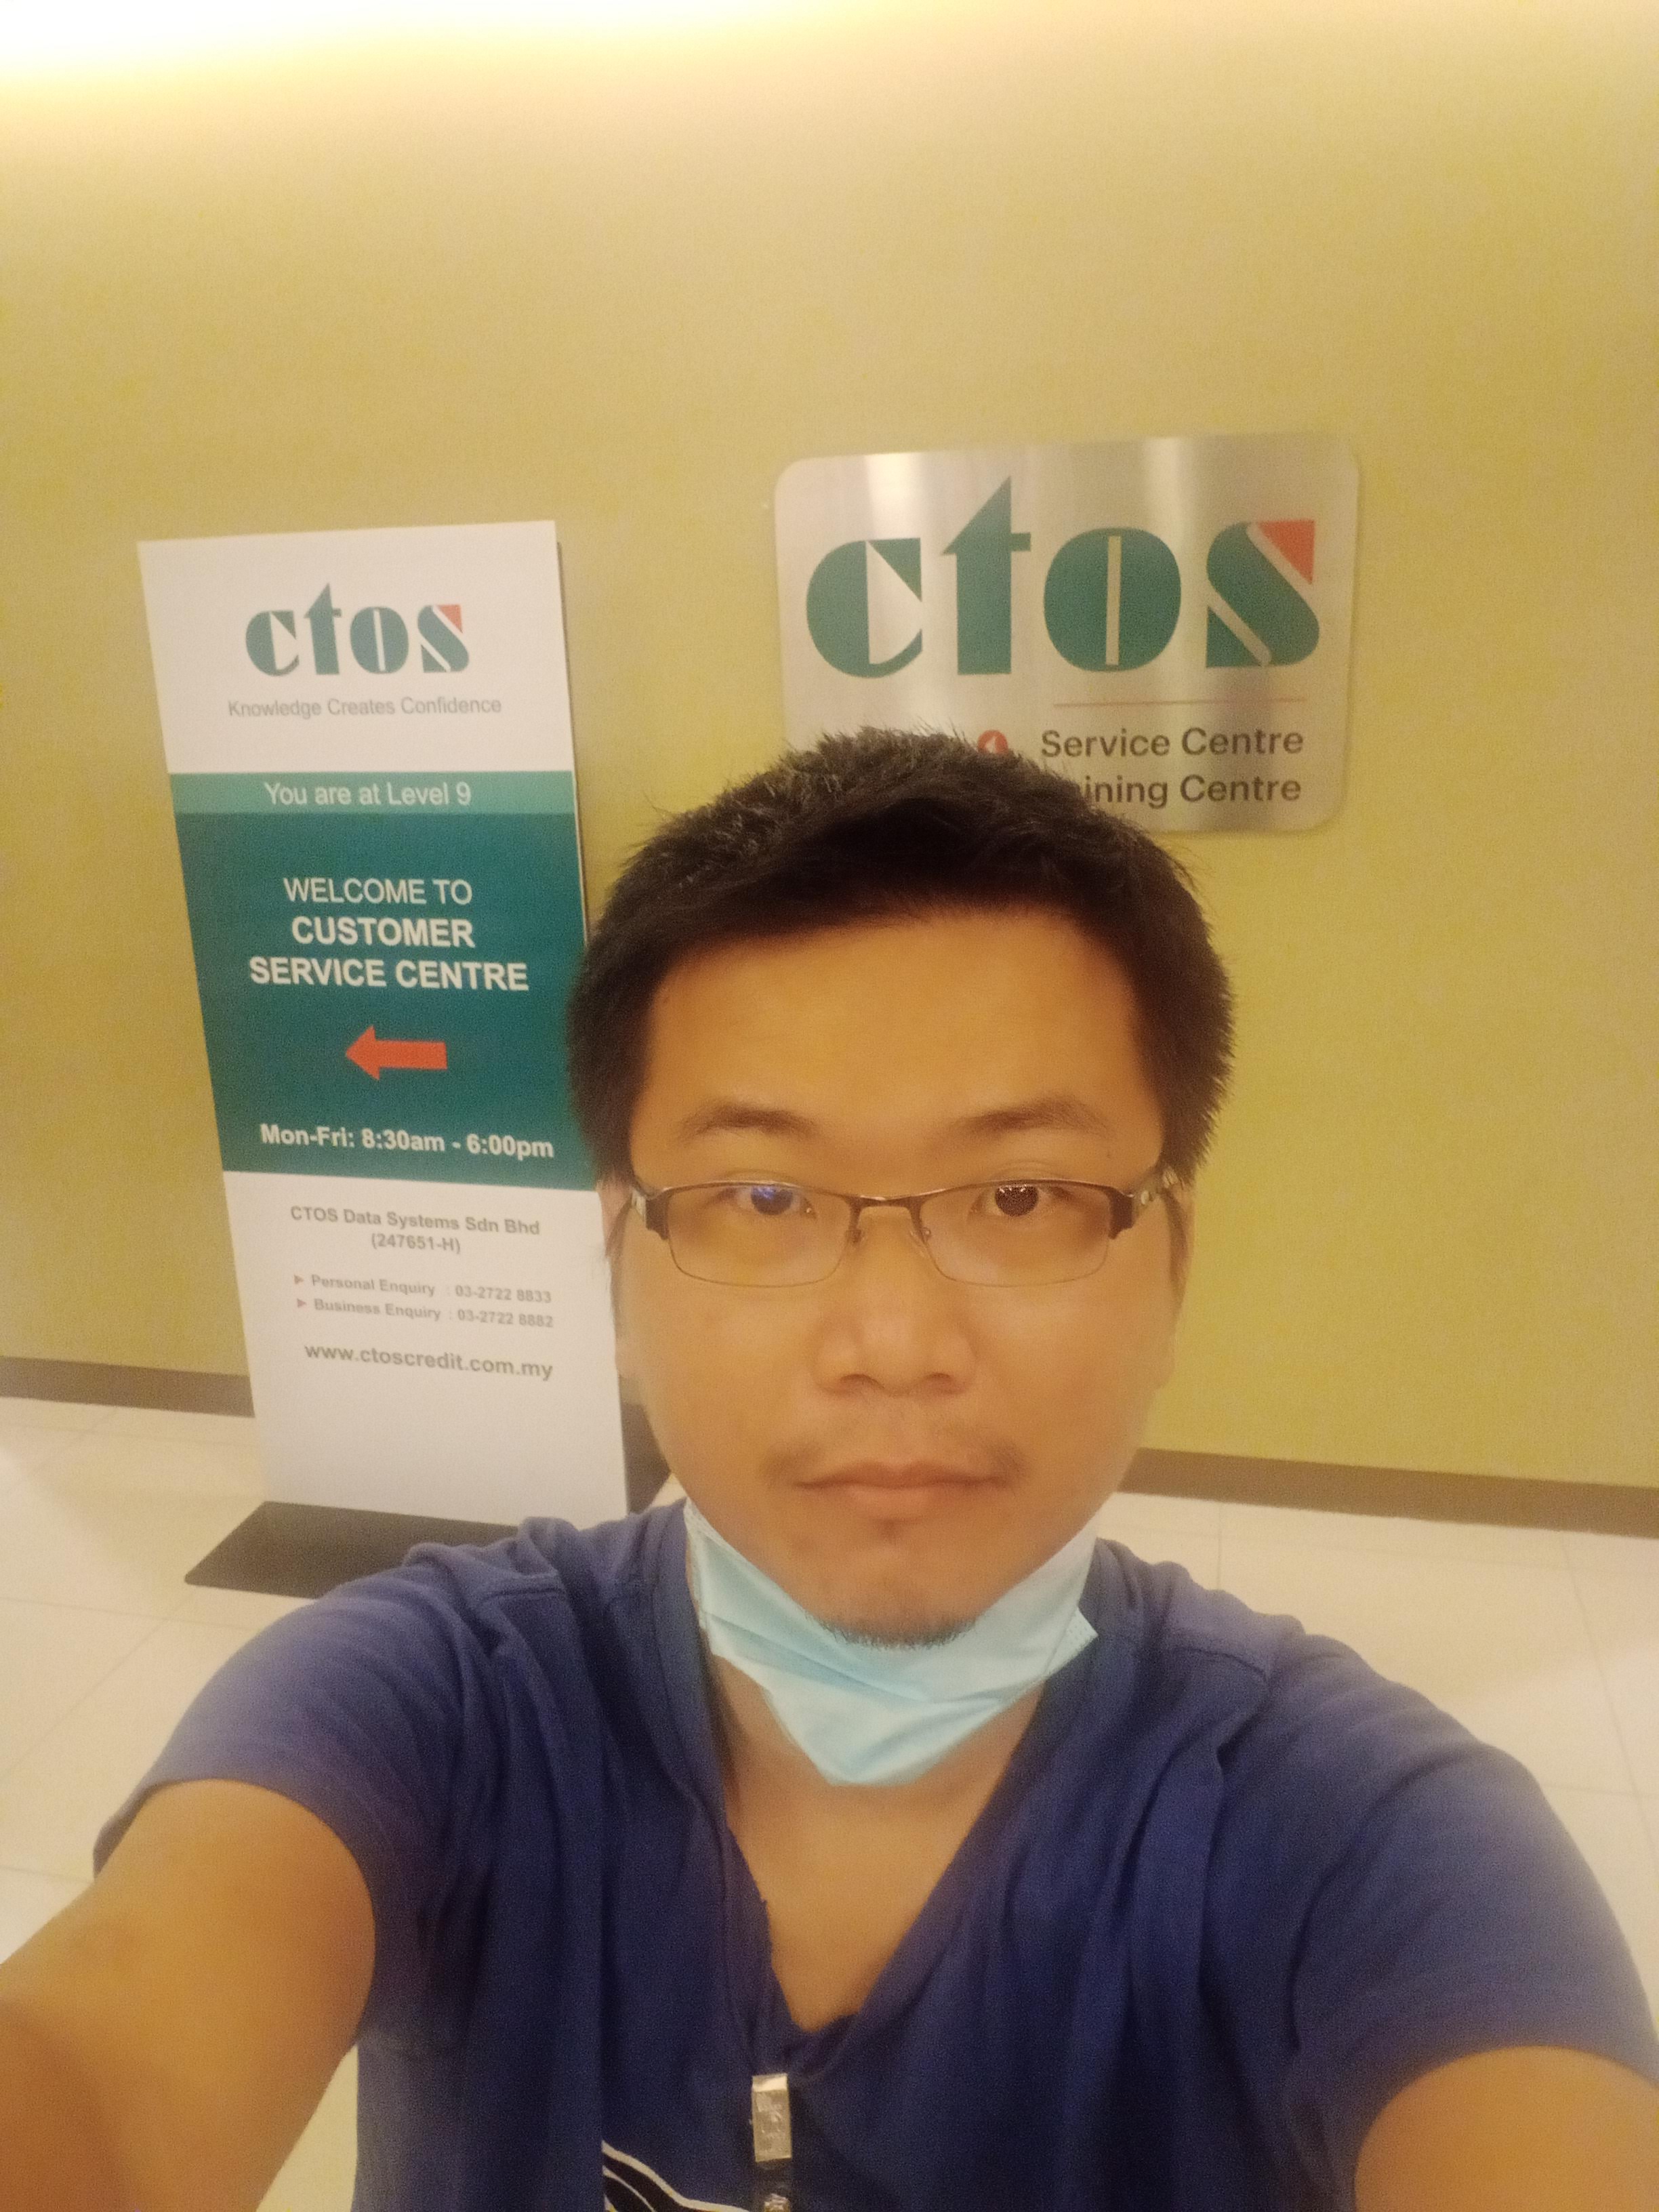 ctos
Knowledge Creates Confidence
You are at Level 9
WELCOME TO
CUSTOMER
SERVICE CENTRE
Mon-Fri: 8:30am - 6:00pm
CTOS Data Systems Sdn Bhd
(247651-H)
Personal Enquiry : 03-2722 8833
Business Enquiry : 03-2722 8882
www.ctoscredit.com.my
ctos
Service Centre
Centre